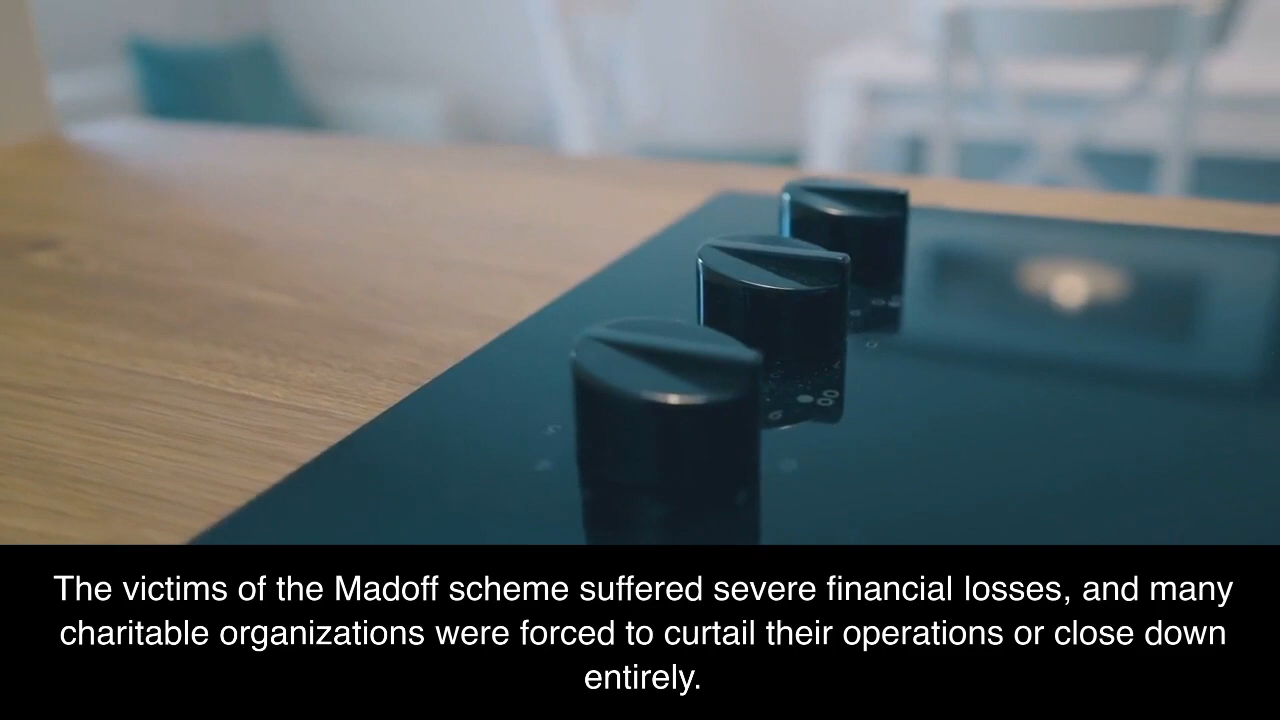 The victims of the Madoff scheme suffered severe financial losses, and many
charitable organizations were forced to curtail their operations or close down
entirely.